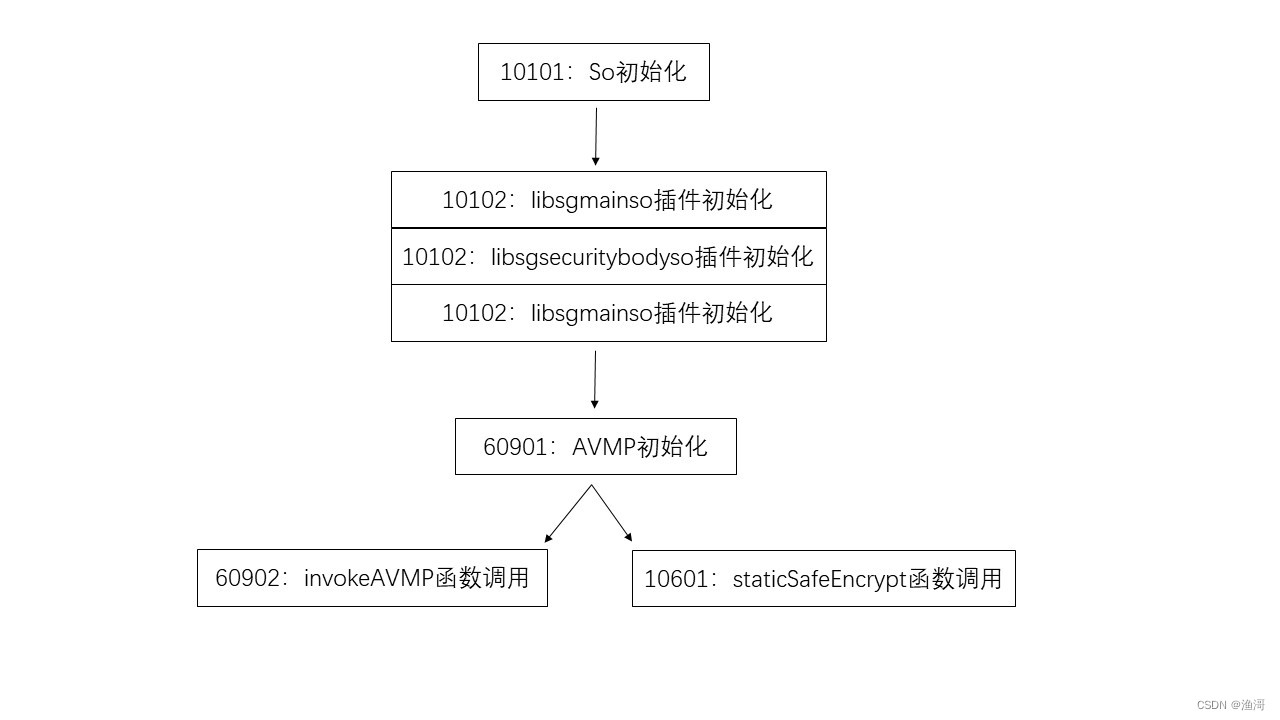 10101：So初始化
10102：libsgmainso插件初始化
10102：libsgsecuritybodyso插件初始化
10102：libsgmainso插件初始化
60901：AVMP初始化
60902：invokeAVMP函数调用
10601：staticSafeEncrypt函数调用
CSDN @渔滒